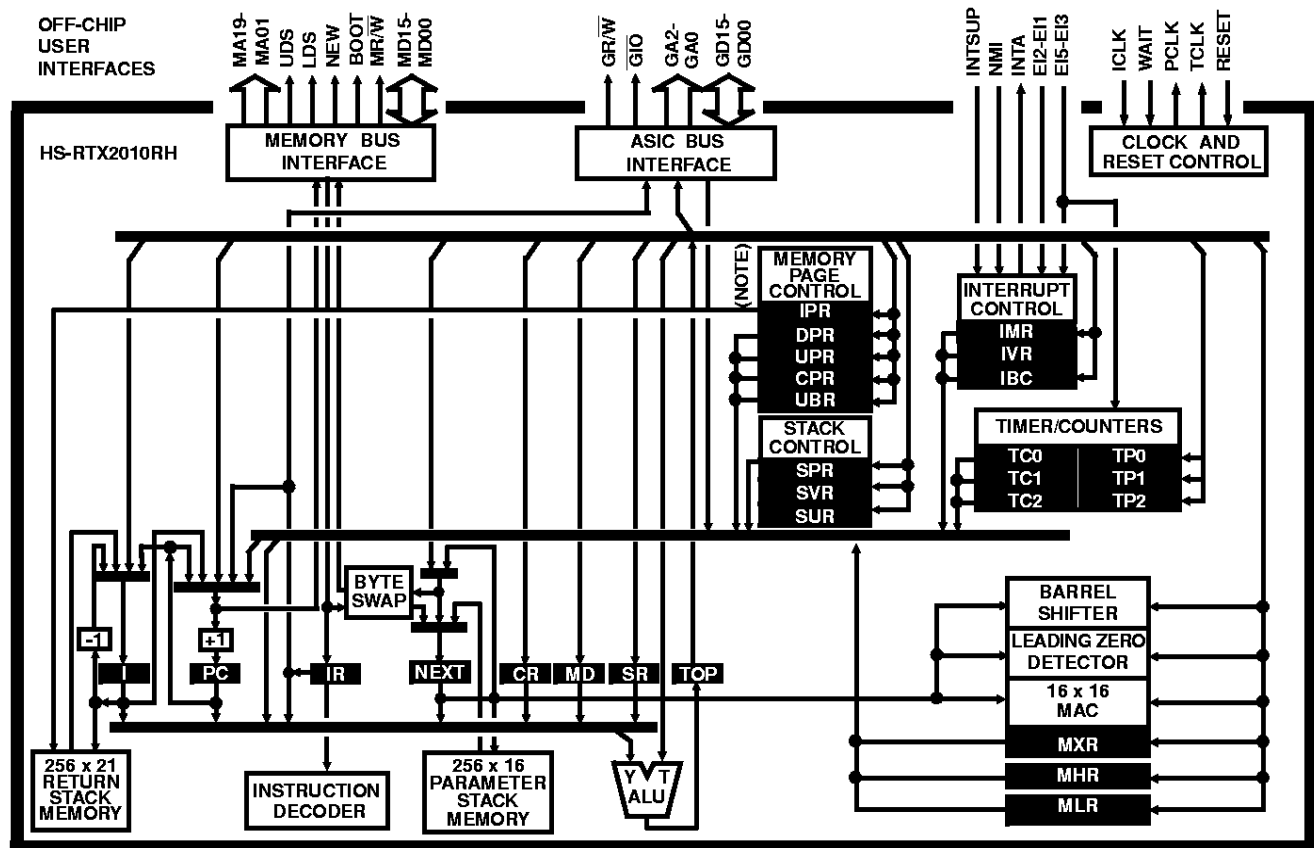 OFF-CHIP
USER
INTERFACES
MA19-
MA01
UDS
LDS
NEW
BOOT
MR/W
MD15-
MD00
GR/W
GIO
GA2-
GA0
GD15-
GD00
INTSUP
NMI
INTA
EI2-EI1
EI5-EI3
ICLK
WAIT
PCLK
TCLK
RESET
HS-RTX2010RH
MEMORY BUS
INTERFACE
ASIC BUS
INTERFACE
CLOCK AND
RESET CONTROL
(NOTE)
MEMORY
PAGE
CONTROL
IPR
DPR
UPR
CPR
UBR
INTERRUPT
CONTROL
IMR
IVR
IBC
STACK
CONTROL
SPR
SVR
SUR
TIMER/COUNTERS
TC0 TP0
TC1 TP1
TC2 TP2
BYTE
SWAP
BARREL
SHIFTER
LEADING ZERO
DETECTOR
16 x 16
MAC
MXR
MHR
MLR
-1
+1
I
PC
IR
NEXT
CR
MD
SR
TOP
256 x 21
RETURN
STACK
MEMORY
INSTRUCTION
DECODER
256 x 16
PARAMETER
STACK
MEMORY
Y T
ALU